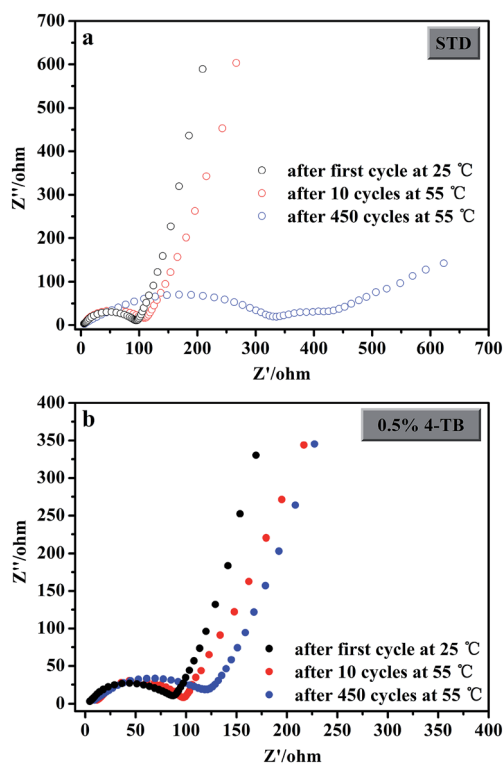 a
STD
700
600
500
400
300
200
100
0
Z''/ohm
after first cycle at 25 ℃
after 10 cycles at 55 ℃
after 450 cycles at 55 ℃
0 100 200 300 400 500 600 700
Z'/ohm
b
0.5% 4-TB
400
350
300
250
200
150
100
50
0
Z''/ohm
after first cycle at 25 ℃
after 10 cycles at 55 ℃
after 450 cycles at 55 ℃
0 50 100 150 200 250 300 350 400
Z'/ohm